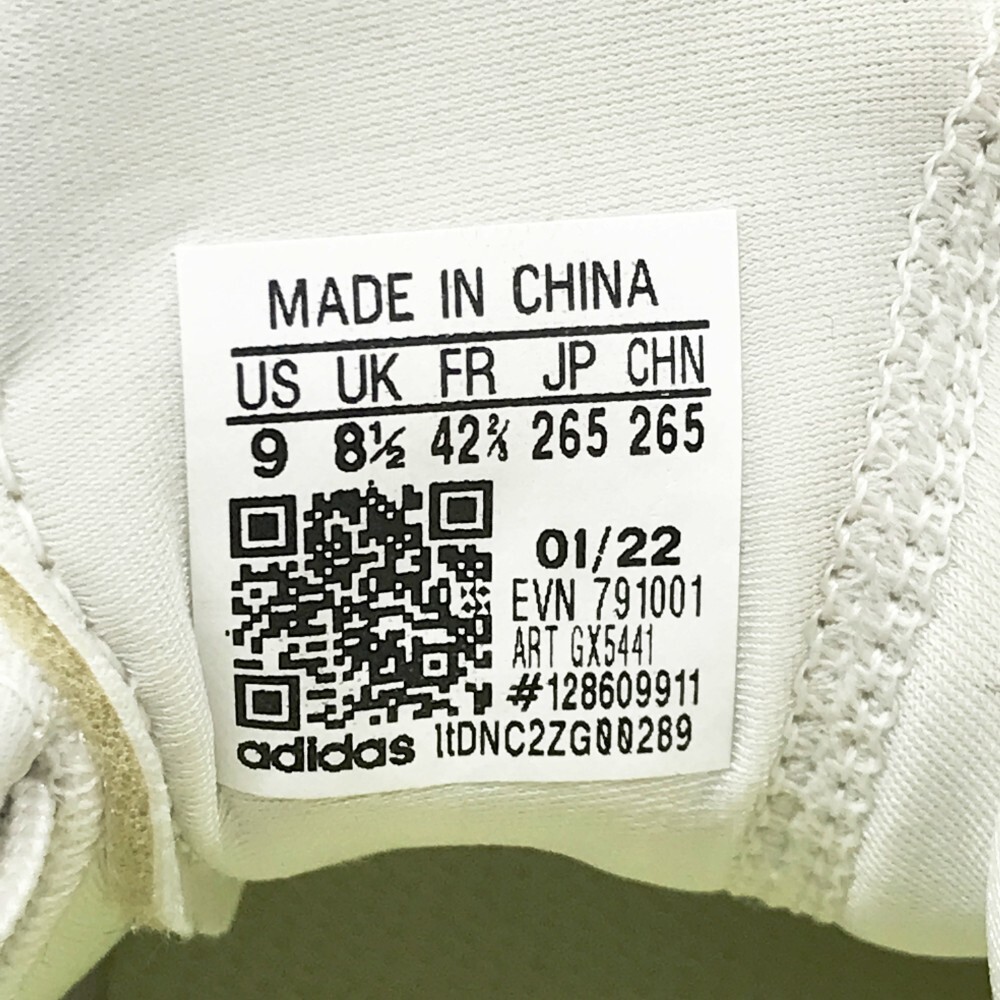 MADE IN CHINA
US UK FR JP CHN
9 8½ 42⅔ 265 265
01/22
EVN 791001
ART GX5441
#128609911
adidas 1tDNC2ZG00289